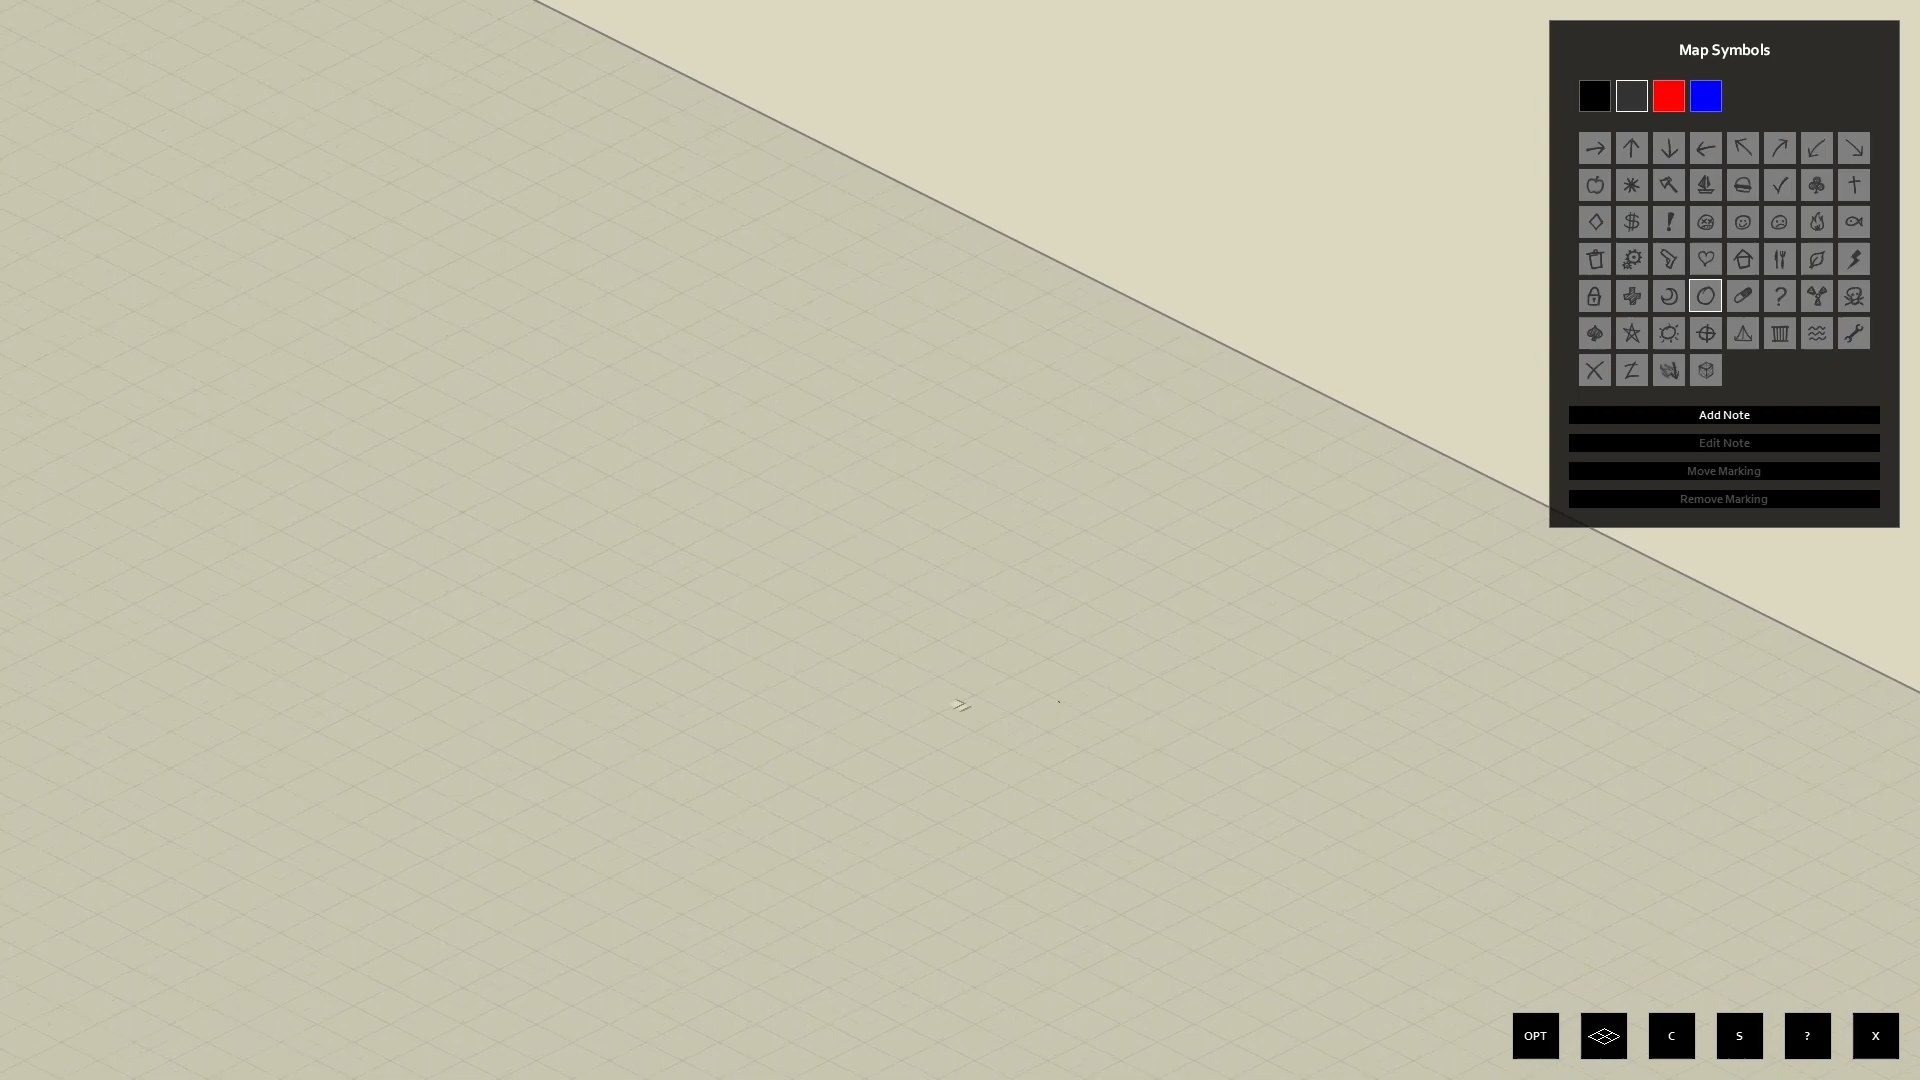 Map Symbols
Add Note
Edit Note
Move Marking
Remove Marking
OPT
C
S
?
X